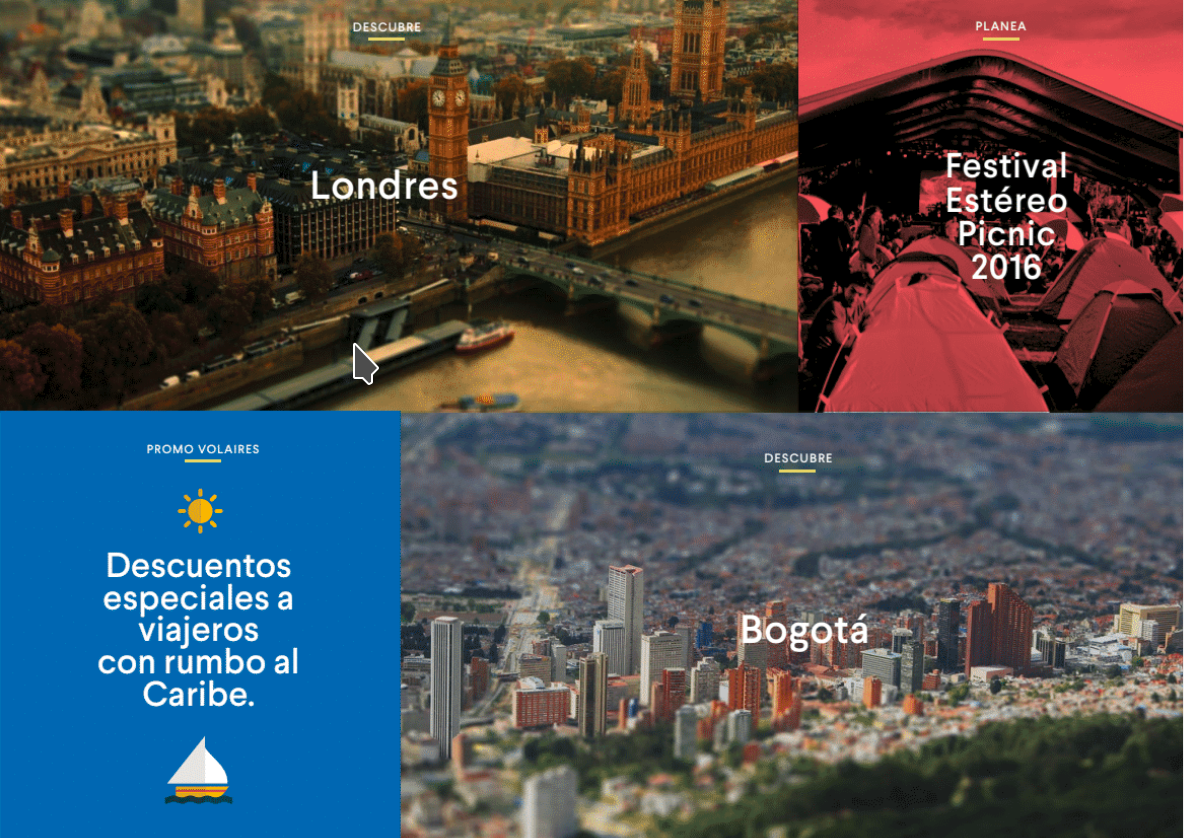 DESCUBRE
Londres
PLANEA
Festival
Estéreo
Picnic
2016
PROMO VOLAIRES
Descuentos
especiales a
viajeros
con rumbo al
Caribe.
DESCUBRE
Bogotá